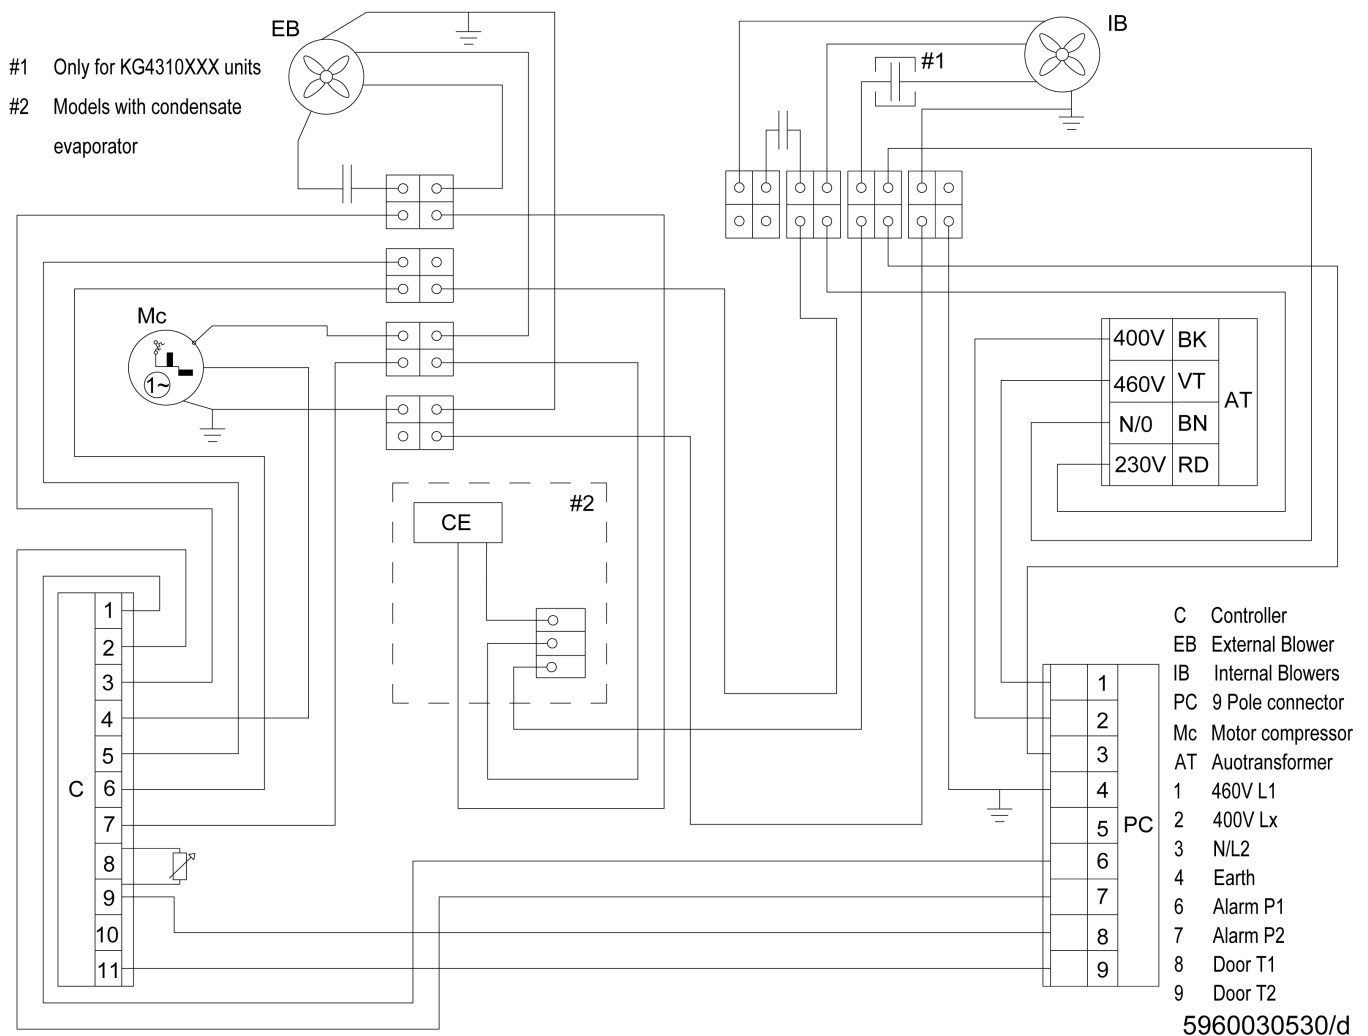 EB
IB
#1 Only for KG4310XXX units
#2 Models with condensate
evaporator
#1
Mc
1~
400V BK
460V VT
N/0 BN
230V RD
AT
#2
CE
C
1
2
3
4
5
6
7
8
9
10
11
PC
1
2
3
4
5
6
7
8
9
C Controller
EB External Blower
IB Internal Blowers
PC 9 Pole connector
Mc Motor compressor
AT Auotransformer
1 460V L1
2 400V Lx
3 N/L2
4 Earth
6 Alarm P1
7 Alarm P2
8 Door T1
9 Door T2
5960030530/d